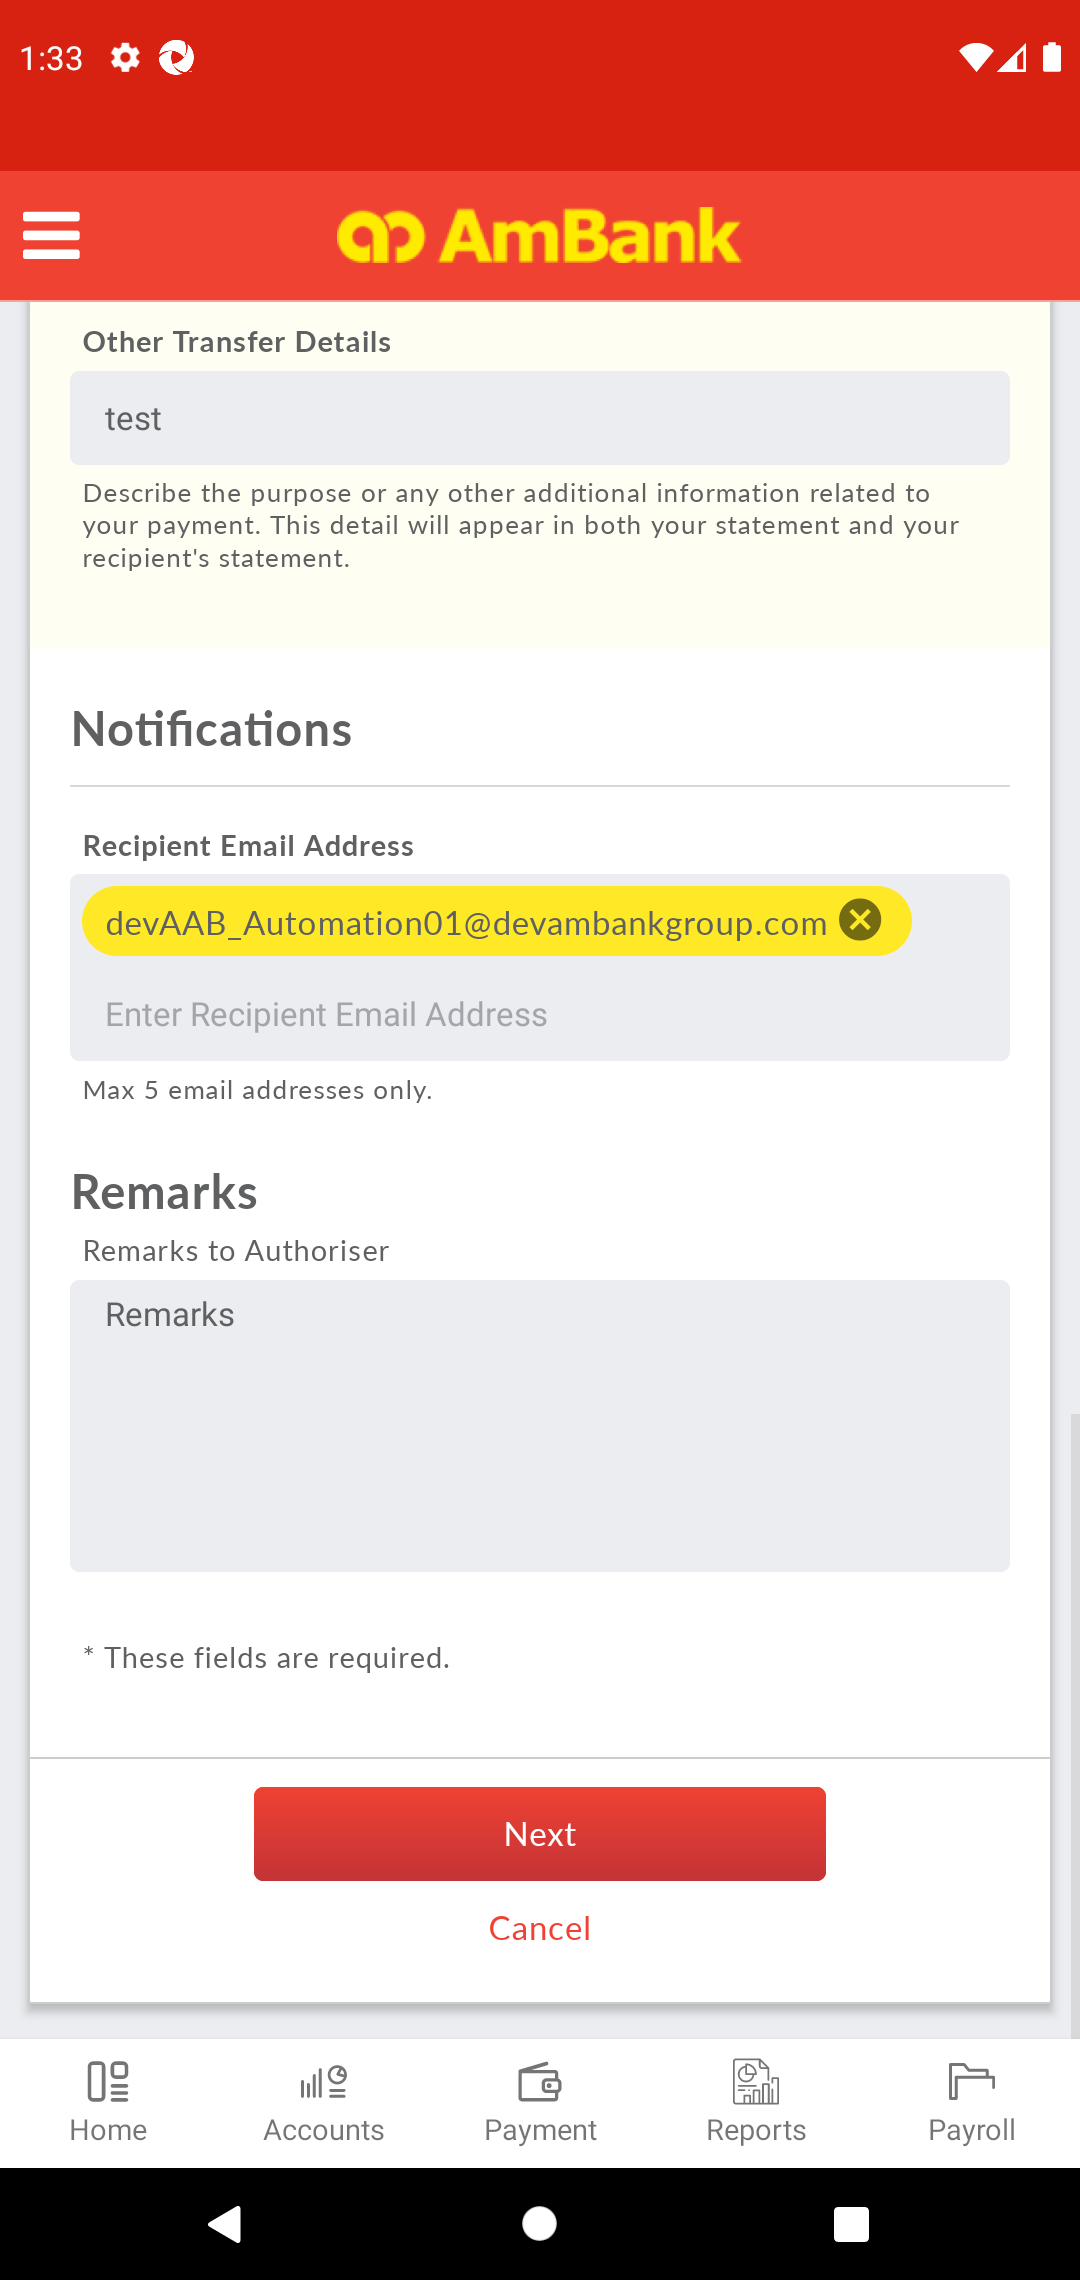 1:33
AmBank
Other Transfer Details
test
Describe the purpose or any other additional information related to
your payment. This detail will appear in both your statement and your
recipient's statement.
Notifications
Recipient Email Address
devAAB_Automation01@devambankgroup.com
Enter Recipient Email Address
Max 5 email addresses only.
Remarks
Remarks to Authoriser
Remarks
* These fields are required.
Next
Cancel
Home Accounts Payment Reports Payroll